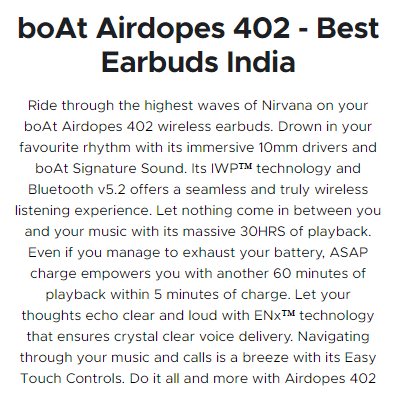 boAt Airdopes 402 - Best
Earbuds India
Ride through the highest waves of Nirvana on your
boAt Airdopes 402 wireless earbuds. Drown in your
favourite rhythm with its immersive 10mm drivers and
boAt Signature Sound. Its IWP™ technology and
Bluetooth v5.2 offers a seamless and truly wireless
listening experience. Let nothing come in between you
and your music with its massive 30HRS of playback.
Even if you manage to exhaust your battery, ASAP
charge empowers you with another 60 minutes of
playback within 5 minutes of charge. Let your
thoughts echo clear and loud with ENx™ technology
that ensures crystal clear voice delivery. Navigating
through your music and calls is a breeze with its Easy
Touch Controls. Do it all and more with Airdopes 402